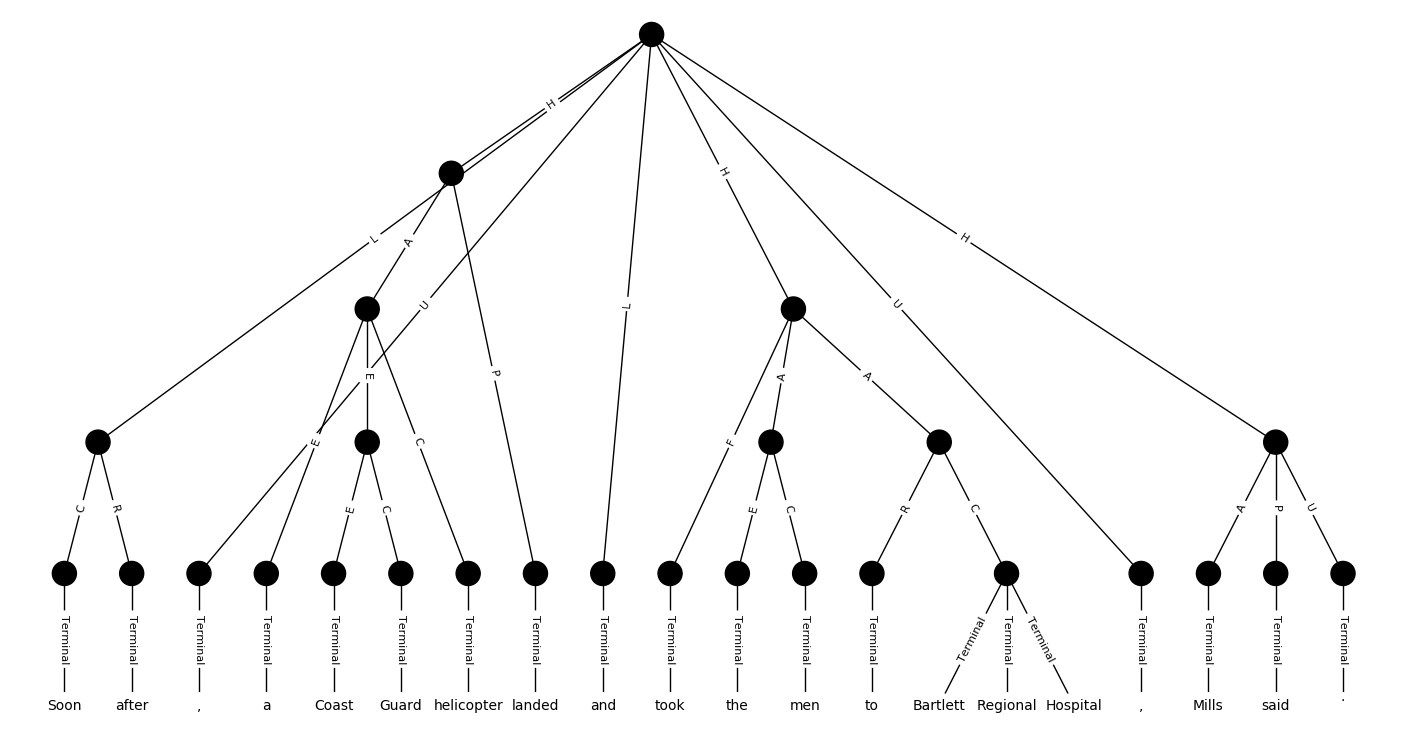 H
L A H
U L U H
E P A A
E C F
C R E C E C R C A P U
Terminal Terminal Terminal Terminal Terminal Terminal Terminal Terminal Terminal Terminal Terminal Terminal Terminal Terminal Terminal Terminal Terminal Terminal Terminal Terminal
Soon after , a Coast Guard helicopter landed and took the men to Bartlett Regional Hospital , Mills said .